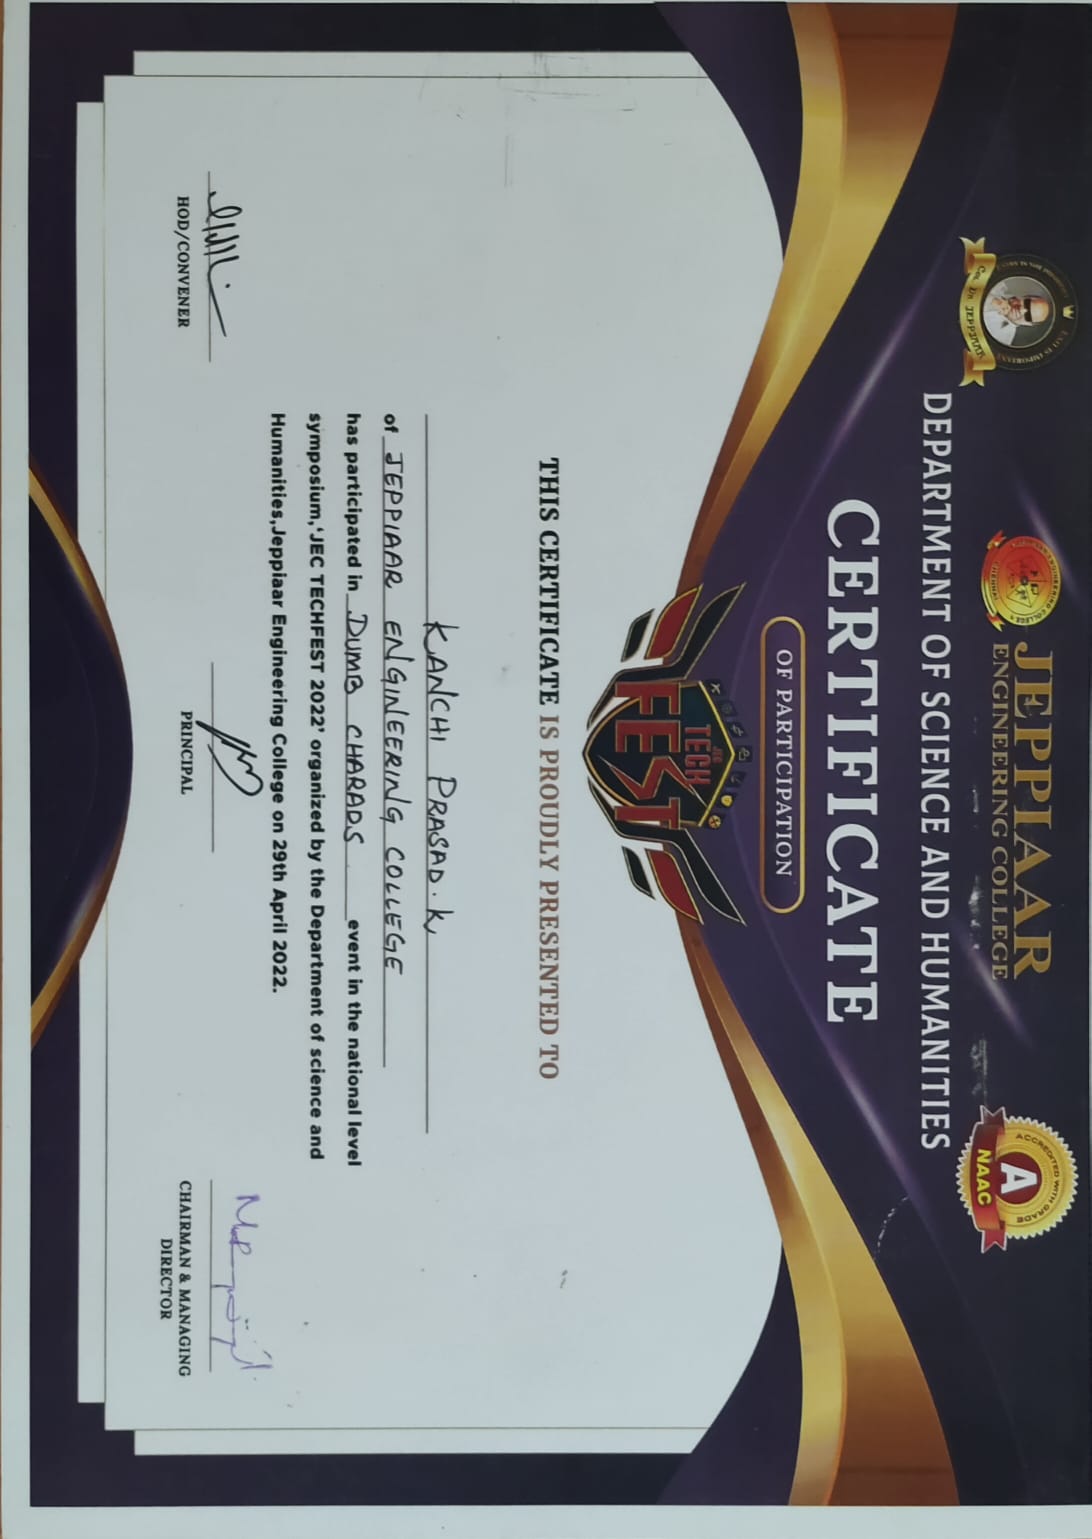 Col. Dr. JEPPIAAR
JEPPIAAR
ENGINEERING COLLEGE
CHENNAI
ACCREDITED WITH GRADE
A
NAAC
DEPARTMENT OF SCIENCE AND HUMANITIES
CERTIFICATE
OF PARTICIPATION
JEC
TECH
FEST
THIS CERTIFICATE IS PROUDLY PRESENTED TO
KANCHI PRASAD. K
of JEPPIAAR ENGINEERING COLLEGE
has participated in DUMB CHARADS event in the national level
symposium,‘JEC TECHFEST 2022’ organized by the Department of science and
Humanities,Jeppiaar Engineering College on 29th April 2022.
HOD/CONVENER
PRINCIPAL
CHAIRMAN & MANAGING
DIRECTOR